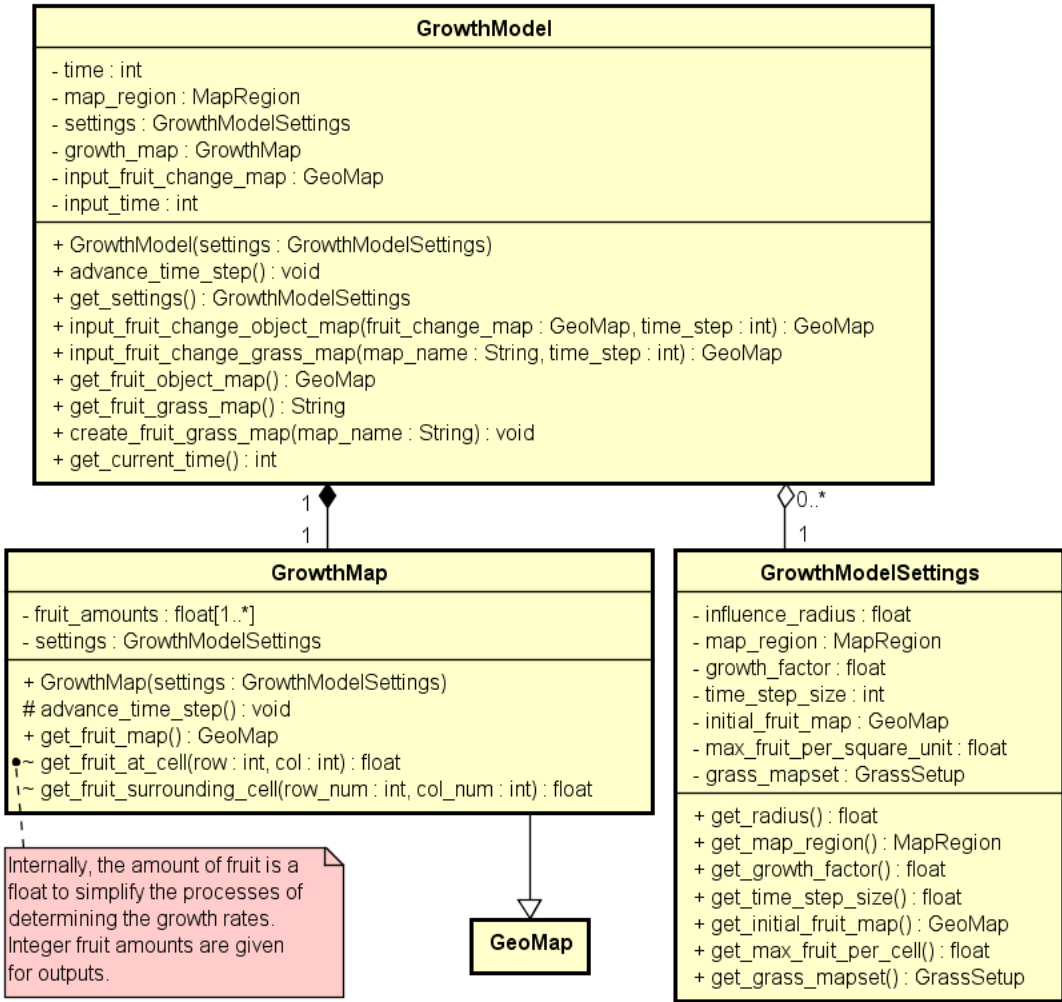 GrowthModel
- time : int
- map_region : MapRegion
- settings : GrowthModelSettings
- growth_map : GrowthMap
- input_fruit_change_map : GeoMap
- input_time : int
+ GrowthModel(settings : GrowthModelSettings)
+ advance_time_step() : void
+ get_settings() : GrowthModelSettings
+ input_fruit_change_object_map(fruit_change_map : GeoMap, time_step : int) : GeoMap
+ input_fruit_change_grass_map(map_name : String, time_step : int) : GeoMap
+ get_fruit_object_map() : GeoMap
+ get_fruit_grass_map() : String
+ create_fruit_grass_map(map_name : String) : void
+ get_current_time() : int
1
1
0..*
1
GrowthMap
- fruit_amounts : float[1..*]
- settings : GrowthModelSettings
+ GrowthMap(settings : GrowthModelSettings)
# advance_time_step() : void
+ get_fruit_map() : GeoMap
~ get_fruit_at_cell(row : int, col : int) : float
~ get_fruit_surrounding_cell(row_num : int, col_num : int) : float
Internally, the amount of fruit is a
float to simplify the processes of
determining the growth rates.
Integer fruit amounts are given
for outputs.
GeoMap
GrowthModelSettings
- influence_radius : float
- map_region : MapRegion
- growth_factor : float
- time_step_size : int
- initial_fruit_map : GeoMap
- max_fruit_per_square_unit : float
- grass_mapset : GrassSetup
+ get_radius() : float
+ get_map_region() : MapRegion
+ get_growth_factor() : float
+ get_time_step_size() : float
+ get_initial_fruit_map() : GeoMap
+ get_max_fruit_per_cell() : float
+ get_grass_mapset() : GrassSetup